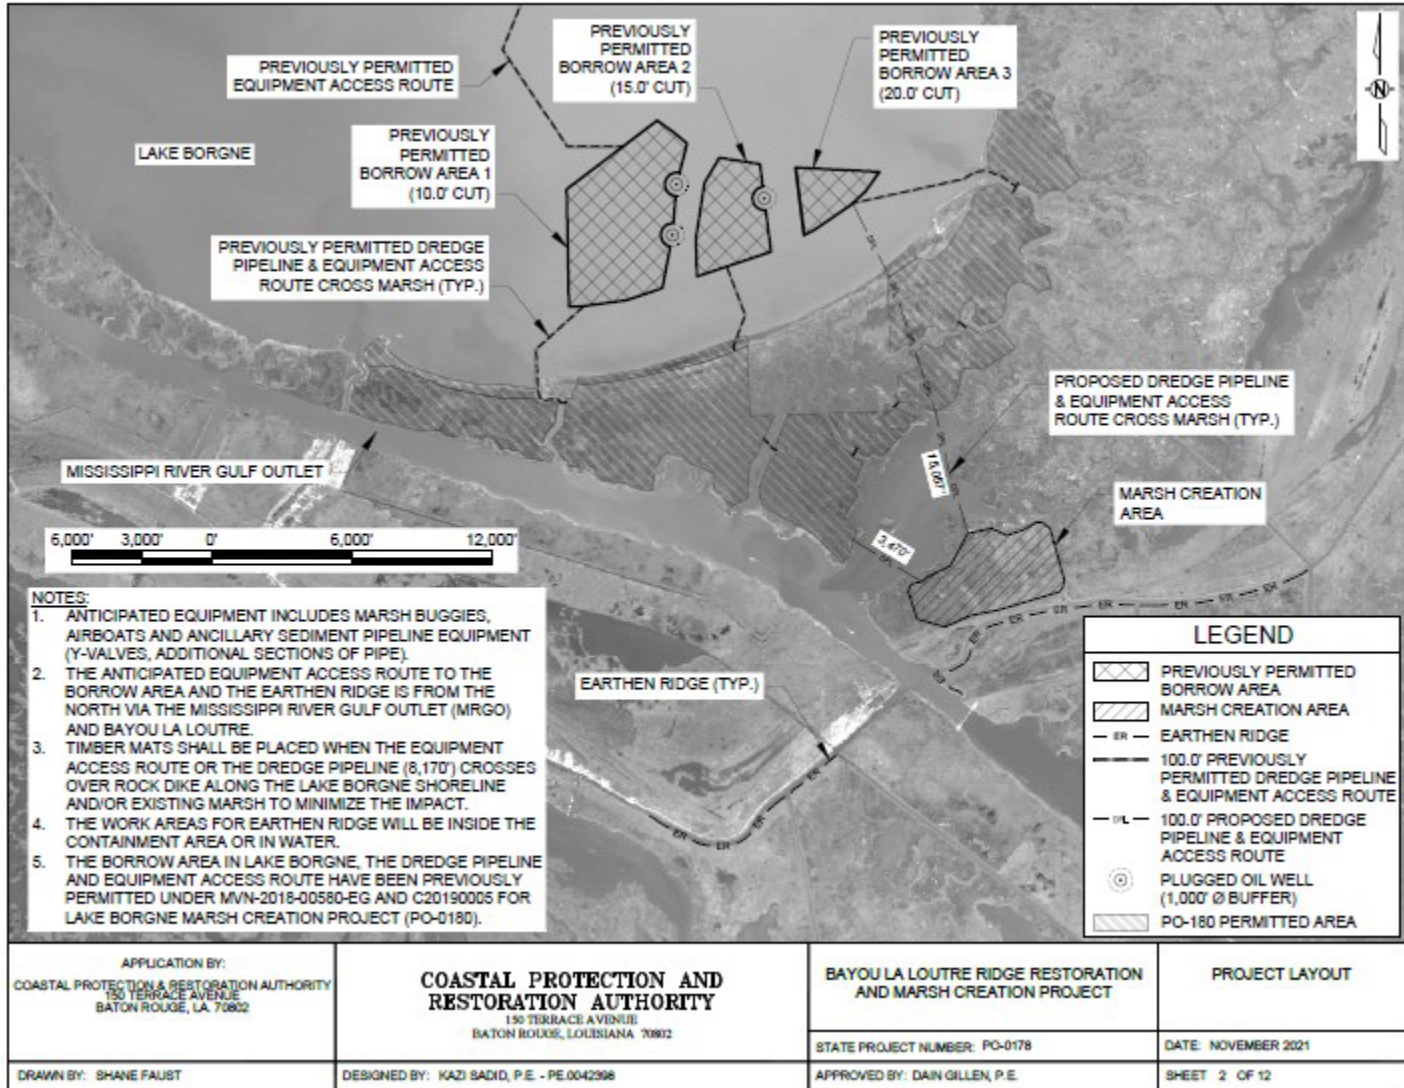 PREVIOUSLY PERMITTED
EQUIPMENT ACCESS ROUTE
PREVIOUSLY
PERMITTED
BORROW AREA 2
(15.0' CUT)
PREVIOUSLY
PERMITTED
BORROW AREA 3
(20.0' CUT)
N
LAKE BORGNE
PREVIOUSLY
PERMITTED
BORROW AREA 1
(10.0' CUT)
PREVIOUSLY PERMITTED DREDGE
PIPELINE & EQUIPMENT ACCESS
ROUTE CROSS MARSH (TYP.)
PROPOSED DREDGE PIPELINE
& EQUIPMENT ACCESS
ROUTE CROSS MARSH (TYP.)
MISSISSIPPI RIVER GULF OUTLET
MARSH CREATION
AREA
3,470'
6,000' 3,000' 0' 6,000' 12,000'
EARTHEN RIDGE (TYP.)
ER ER ER ER ER
ER
ER
ER
ER
ER
NOTES:
1. ANTICIPATED EQUIPMENT INCLUDES MARSH BUGGIES,
AIRBOATS AND ANCILLARY SEDIMENT PIPELINE EQUIPMENT
(Y-VALVES, ADDITIONAL SECTIONS OF PIPE).
2. THE ANTICIPATED EQUIPMENT ACCESS ROUTE TO THE
BORROW AREA AND THE EARTHEN RIDGE IS FROM THE
NORTH VIA THE MISSISSIPPI RIVER GULF OUTLET (MRGO)
AND BAYOU LA LOUTRE.
3. TIMBER MATS SHALL BE PLACED WHEN THE EQUIPMENT
ACCESS ROUTE OR THE DREDGE PIPELINE (8,170') CROSSES
OVER ROCK DIKE ALONG THE LAKE BORGNE SHORELINE
AND/OR EXISTING MARSH TO MINIMIZE THE IMPACT.
4. THE WORK AREAS FOR EARTHEN RIDGE WILL BE INSIDE THE
CONTAINMENT AREA OR IN WATER.
5. THE BORROW AREA IN LAKE BORGNE, THE DREDGE PIPELINE
AND EQUIPMENT ACCESS ROUTE HAVE BEEN PREVIOUSLY
PERMITTED UNDER MVN-2018-00580-EG AND C20190005 FOR
LAKE BORGNE MARSH CREATION PROJECT (PO-0180).
LEGEND
PREVIOUSLY PERMITTED
BORROW AREA
MARSH CREATION AREA
ER EARTHEN RIDGE
100.0' PREVIOUSLY
PERMITTED DREDGE PIPELINE
& EQUIPMENT ACCESS ROUTE
100.0' PROPOSED DREDGE
PIPELINE & EQUIPMENT
ACCESS ROUTE
PLUGGED OIL WELL
(1,000' Ø BUFFER)
PO-180 PERMITTED AREA
APPLICATION BY:
COASTAL PROTECTION & RESTORATION AUTHORITY
150 TERRACE AVENUE
BATON ROUGE, LA 70802
COASTAL PROTECTION AND
RESTORATION AUTHORITY
150 TERRACE AVENUE
BATON ROUGE, LOUISIANA 70802
BAYOU LA LOUTRE RIDGE RESTORATION
AND MARSH CREATION PROJECT
PROJECT LAYOUT
STATE PROJECT NUMBER: PO-0178
DATE: NOVEMBER 2021
DRAWN BY: SHANE FAUST
DESIGNED BY: KAZI SADID, P.E. - PE.0042398
APPROVED BY: DAIN GILLEN, P.E.
SHEET 2 OF 12